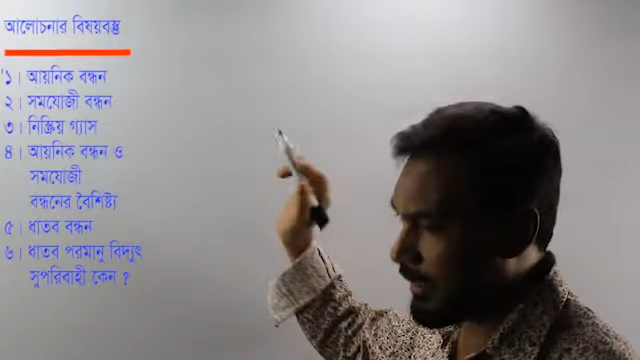 আলোচনার বিষয়বস্তু
১। আয়নিক বন্ধন
২। সমযোজী বন্ধন
৩। নিস্ক্রিয় গ্যাস
৪। আয়নিক বন্ধন ও
সমযোজী
বন্ধনের বৈশিষ্ট্য
৫। ধাতব বন্ধন
৬। ধাতব পরমানু বিদ্যুৎ
সুপরিবাহী কেন ?